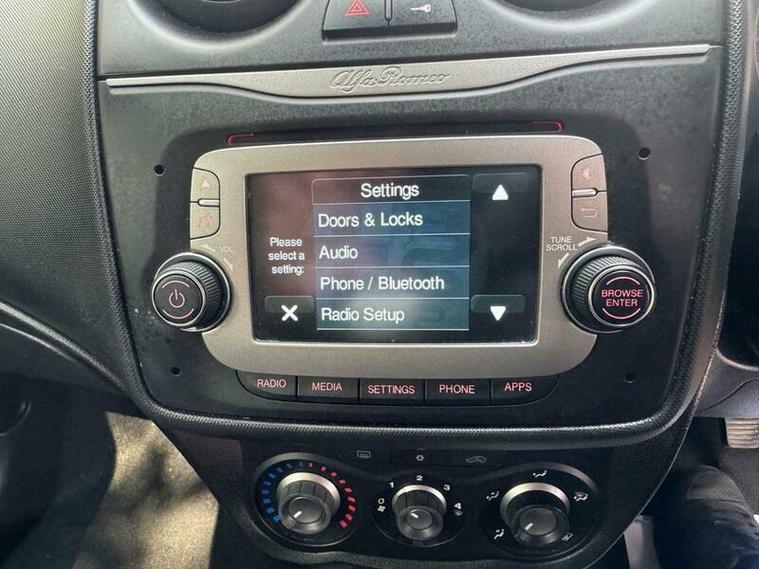 Alfa Romeo
Settings
Doors & Locks
Audio
Phone / Bluetooth
Radio Setup
Please
select a
setting:
VOL
TUNE
SCROLL
BROWSE
ENTER
RADIO
MEDIA
SETTINGS
PHONE
APPS
0
1
2
3
4